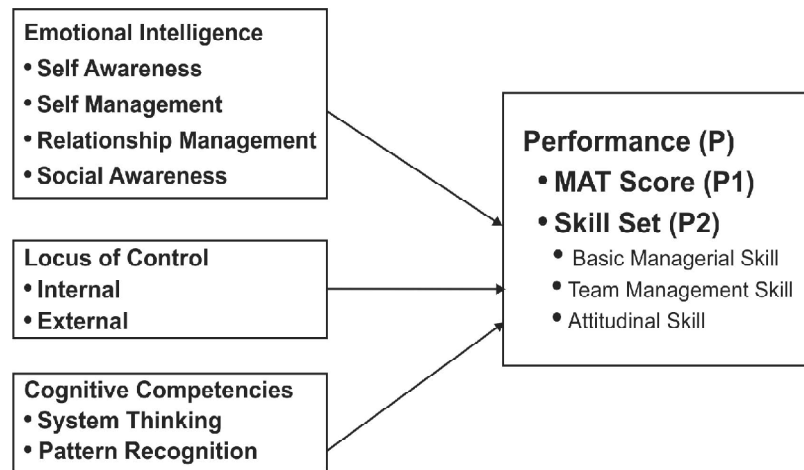 Emotional Intelligence
• Self Awareness
• Self Management
• Relationship Management
• Social Awareness
Locus of Control
• Internal
• External
Cognitive Competencies
• System Thinking
• Pattern Recognition
Performance (P)
• MAT Score (P1)
• Skill Set (P2)
• Basic Managerial Skill
• Team Management Skill
• Attitudinal Skill